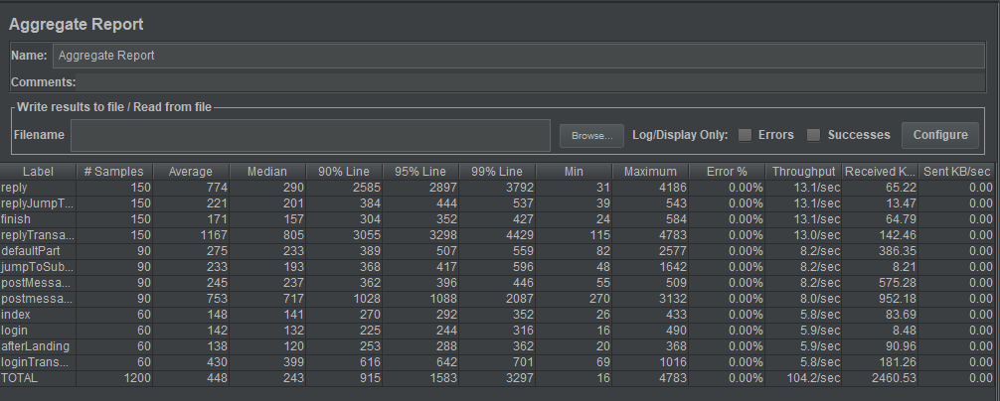 Aggregate Report
Name: Aggregate Report
Comments:
Write results to file / Read from file
Filename Browse... Log/Display Only: Errors Successes Configure
Label # Samples Average Median 90% Line 95% Line 99% Line Min Maximum Error % Throughput Received K... Sent KB/sec
reply 150 774 290 2585 2897 3792 31 4186 0.00% 13.1/sec 65.22 0.00
replyJumpT... 150 221 201 384 444 537 39 543 0.00% 13.1/sec 13.47 0.00
finish 150 171 157 304 352 427 24 584 0.00% 13.1/sec 64.79 0.00
replyTransa... 150 1167 805 3055 3298 4429 115 4783 0.00% 13.0/sec 142.46 0.00
defaultPart 90 275 233 389 507 559 82 2577 0.00% 8.2/sec 386.35 0.00
jumpToSub... 90 233 193 368 417 596 48 1642 0.00% 8.2/sec 8.21 0.00
postMessa... 90 245 237 362 396 446 55 509 0.00% 8.2/sec 575.28 0.00
postmessa... 90 753 717 1028 1088 2087 270 3132 0.00% 8.0/sec 952.18 0.00
index 60 148 141 270 292 352 26 433 0.00% 5.8/sec 83.69 0.00
login 60 142 132 225 244 316 16 490 0.00% 5.9/sec 8.48 0.00
afterLanding 60 138 120 253 288 362 20 368 0.00% 5.9/sec 90.96 0.00
loginTrans... 60 430 399 616 642 701 69 1016 0.00% 5.8/sec 181.26 0.00
TOTAL 1200 448 243 915 1583 3297 16 4783 0.00% 104.2/sec 2460.53 0.00